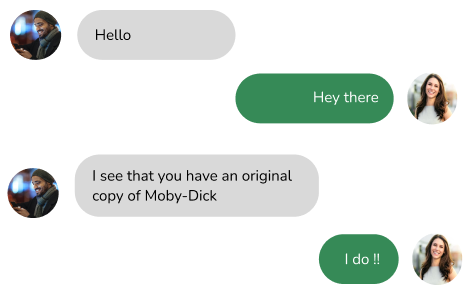 Hello
Hey there
I see that you have an original
copy of Moby-Dick
I do !!